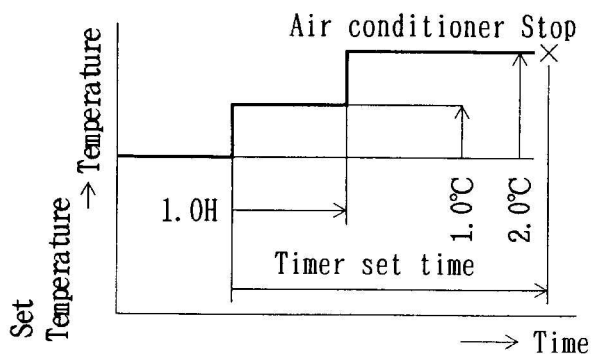 Air conditioner Stop
→ Temperature
1.0H
1.0℃
2.0℃
Timer set time
Set
Temperature
→ Time